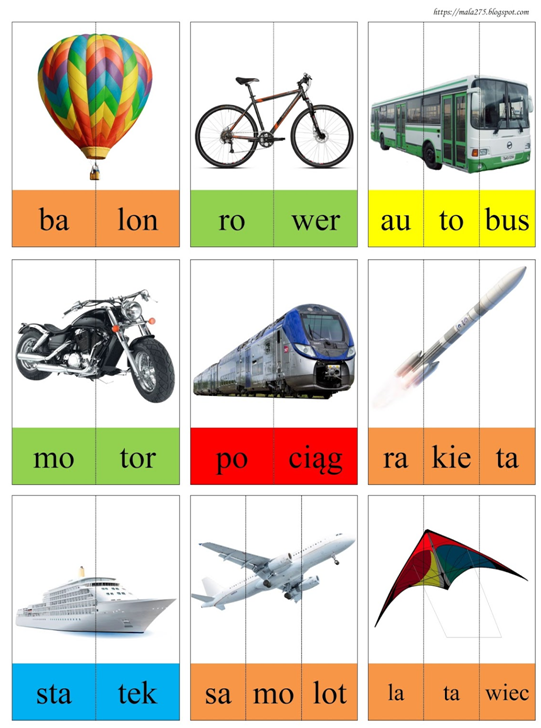 https://mala275.blogspot.com
ba lon
ro wer
au to bus
mo tor
po ciąg
ra kie ta
sta tek
sa mo lot
la ta wiec